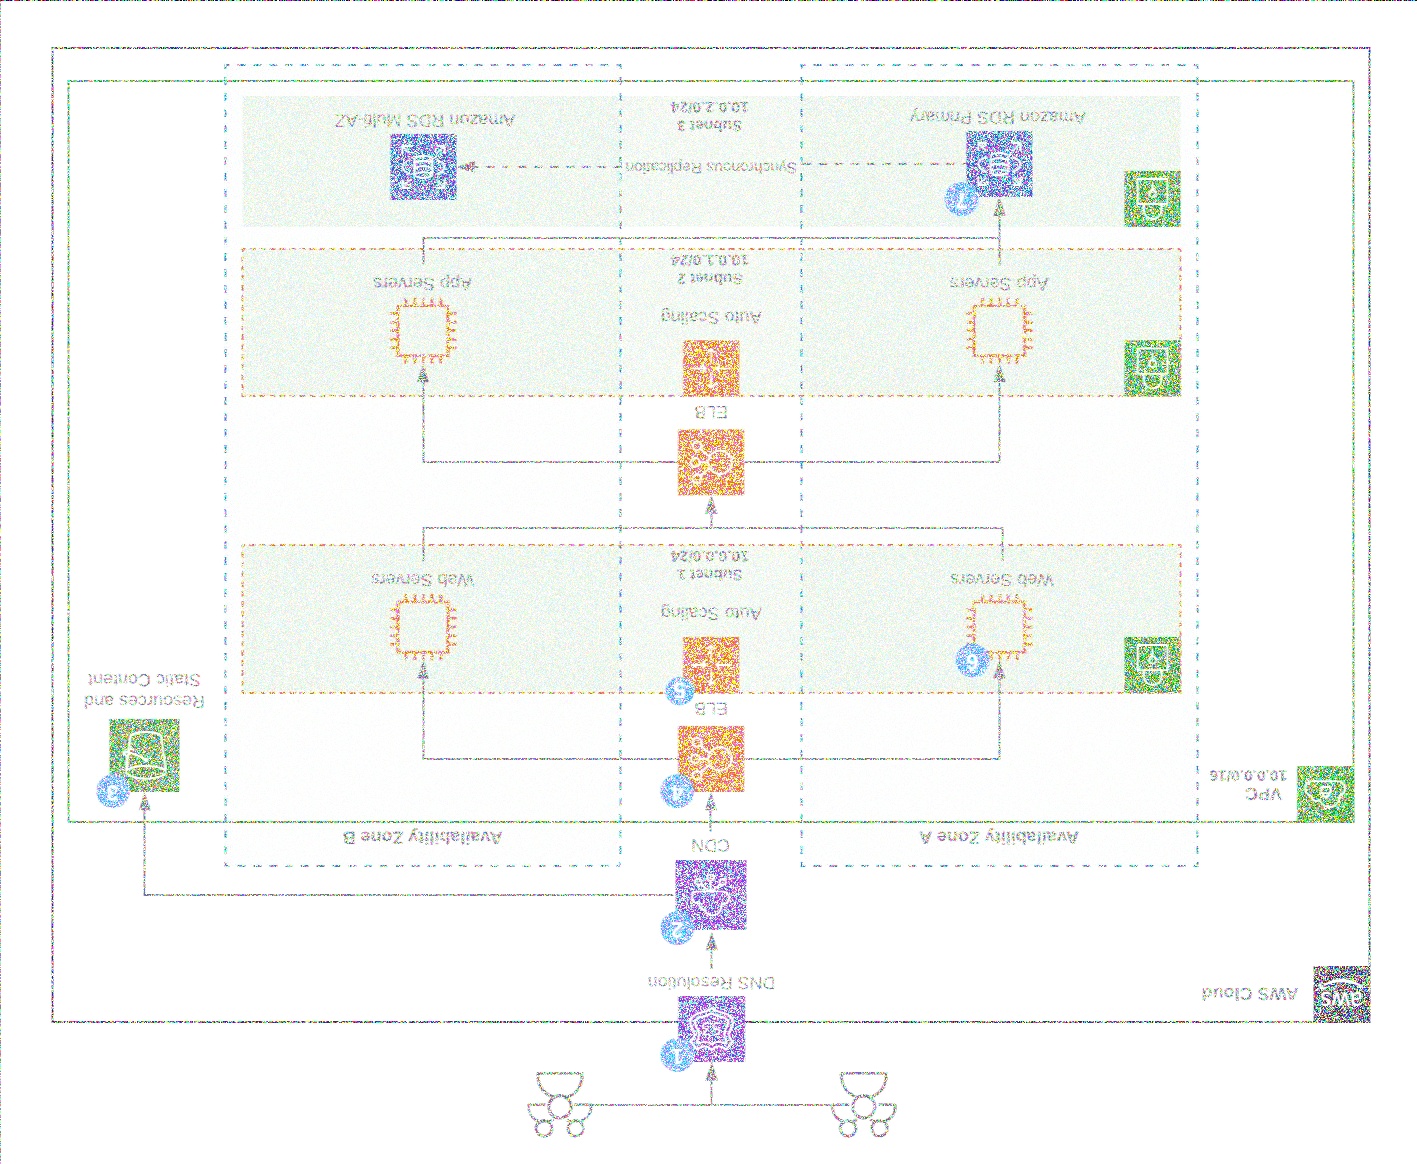 1
aws
AWS Cloud
DNS Resolution
2
CDN
Availability Zone A
Availability Zone B
VPC
10.0.0.0/16
4
3
Resources and
Static Content
ELB
5
6
Auto Scaling
Web Servers
Web Servers
Subnet 1
10.0.0.0/24
ELB
Auto Scaling
App Servers
App Servers
Subnet 2
10.0.1.0/24
7
Synchronous Replication
Amazon RDS Primary
Amazon RDS Multi-AZ
Subnet 3
10.0.2.0/24